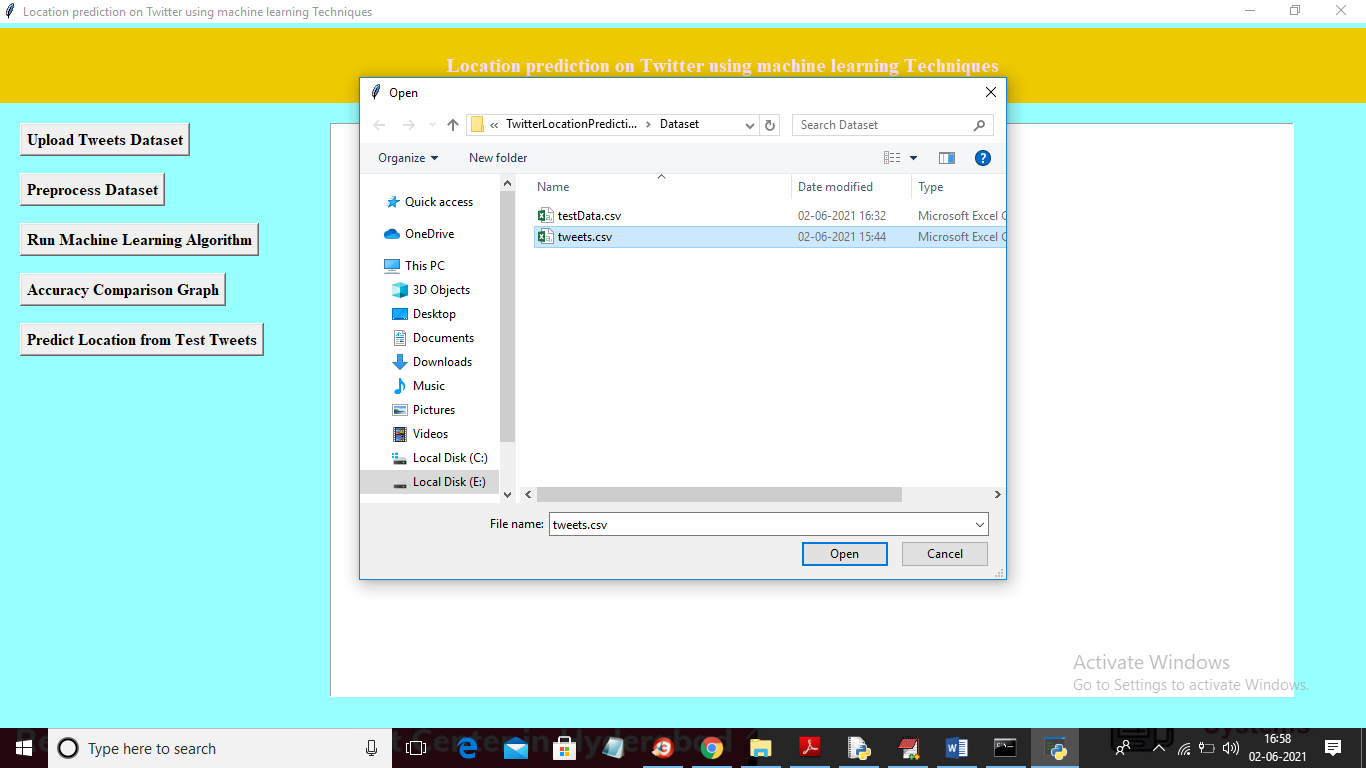 Location prediction on Twitter using machine learning Techniques
Location prediction on Twitter using machine learning Techniques
Upload Tweets Dataset
Preprocess Dataset
Run Machine Learning Algorithm
Accuracy Comparison Graph
Predict Location from Test Tweets
Open
« TwitterLocationPredicti... › Dataset
Search Dataset
Organize
New folder
Name Date modified Type
testData.csv 02-06-2021 16:32 Microsoft Excel C
tweets.csv 02-06-2021 15:44 Microsoft Excel C
Quick access
OneDrive
This PC
3D Objects
Desktop
Documents
Downloads
Music
Pictures
Videos
Local Disk (C:)
Local Disk (E:)
File name: tweets.csv
Open Cancel
Activate Windows
Go to Settings to activate Windows.
Type here to search
16:58
02-06-2021